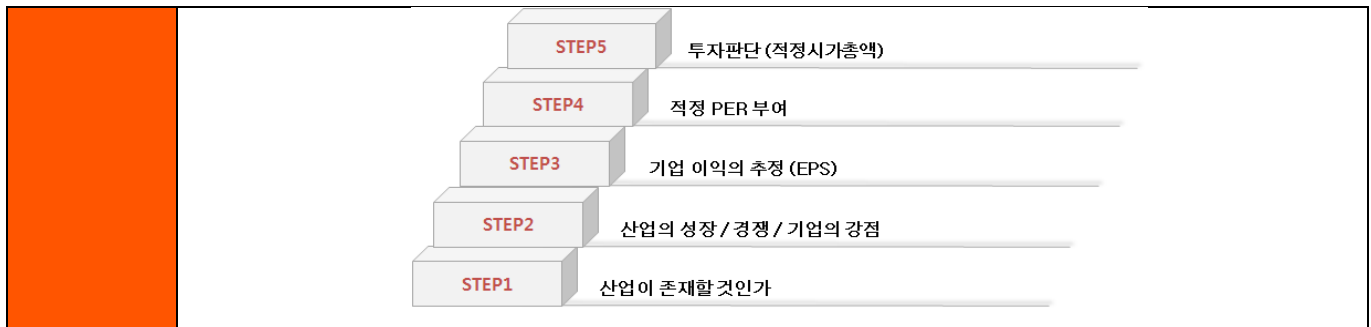 STEP5 투자판단 (적정시가총액)
STEP4 적정 PER 부여
STEP3 기업 이익의 추정 (EPS)
STEP2 산업의 성장 / 경쟁 / 기업의 강점
STEP1 산업이 존재할 것인가